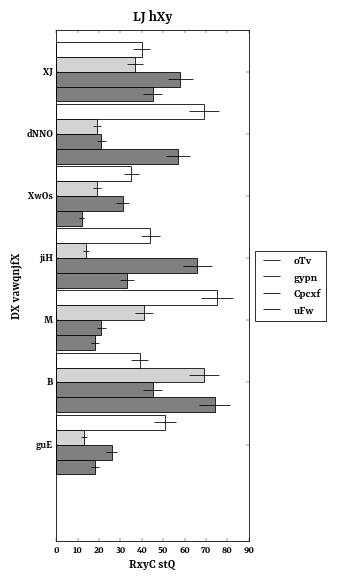 LJ hXy
XJ
dNNO
XwOs
jiH
M
B
guE
DX vawqnjfX
0 10 20 30 40 50 60 70 80 90
RxyC stQ
oTv
gypn
Cpcxf
uFw